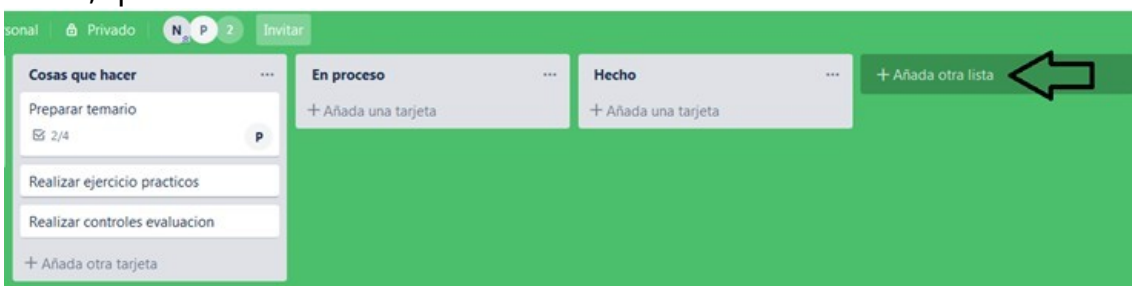 sonal Privado N P 2 Invitar
Cosas que hacer
Preparar temario
2/4 P
Realizar ejercicio practicos
Realizar controles evaluacion
+ Añada otra tarjeta
En proceso
+ Añada una tarjeta
Hecho
+ Añada una tarjeta
+ Añada otra lista